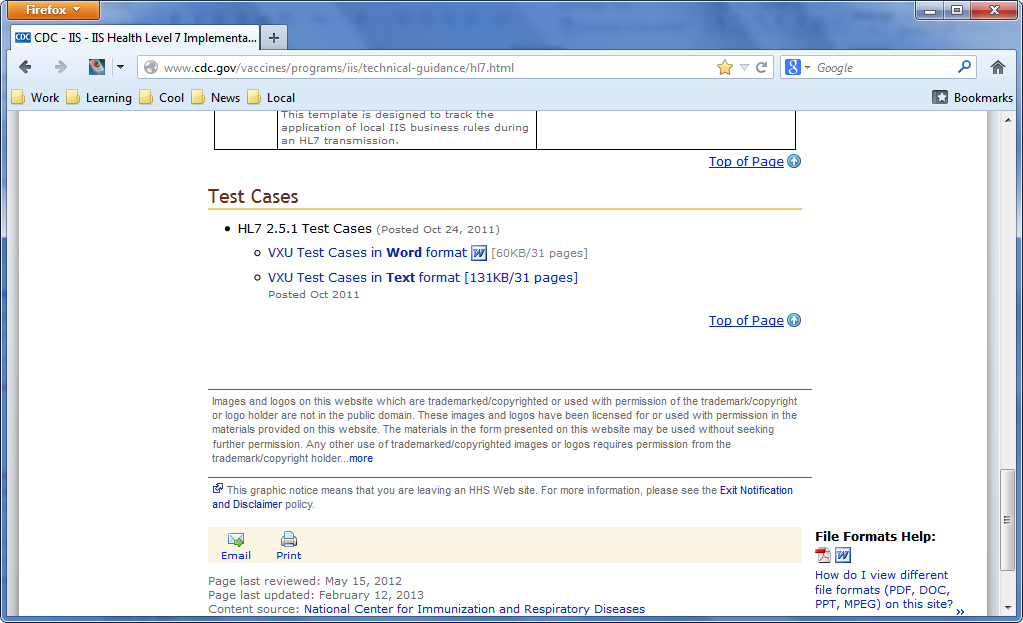 Firefox
CDC - IIS - IIS Health Level 7 Implementa...
www.cdc.gov/vaccines/programs/iis/technical-guidance/hl7.html
Google
Work Learning Cool News Local Bookmarks
This template is designed to track the
application of local IIS business rules during
an HL7 transmission.
Top of Page
Test Cases
HL7 2.5.1 Test Cases (Posted Oct 24, 2011)
VXU Test Cases in Word format [60KB/31 pages]
VXU Test Cases in Text format [131KB/31 pages]
Posted Oct 2011
Top of Page
Images and logos on this website which are trademarked/copyrighted or used with permission of the trademark/copyright
or logo holder are not in the public domain. These images and logos have been licensed for or used with permission in the
materials provided on this website. The materials in the form presented on this website may be used without seeking
further permission. Any other use of trademarked/copyrighted images or logos requires permission from the
trademark/copyright holder...more
This graphic notice means that you are leaving an HHS Web site. For more information, please see the Exit Notification
and Disclaimer policy.
Email Print
Page last reviewed: May 15, 2012
Page last updated: February 12, 2013
Content source: National Center for Immunization and Respiratory Diseases
File Formats Help:
How do I view different
file formats (PDF, DOC,
PPT, MPEG) on this site? »